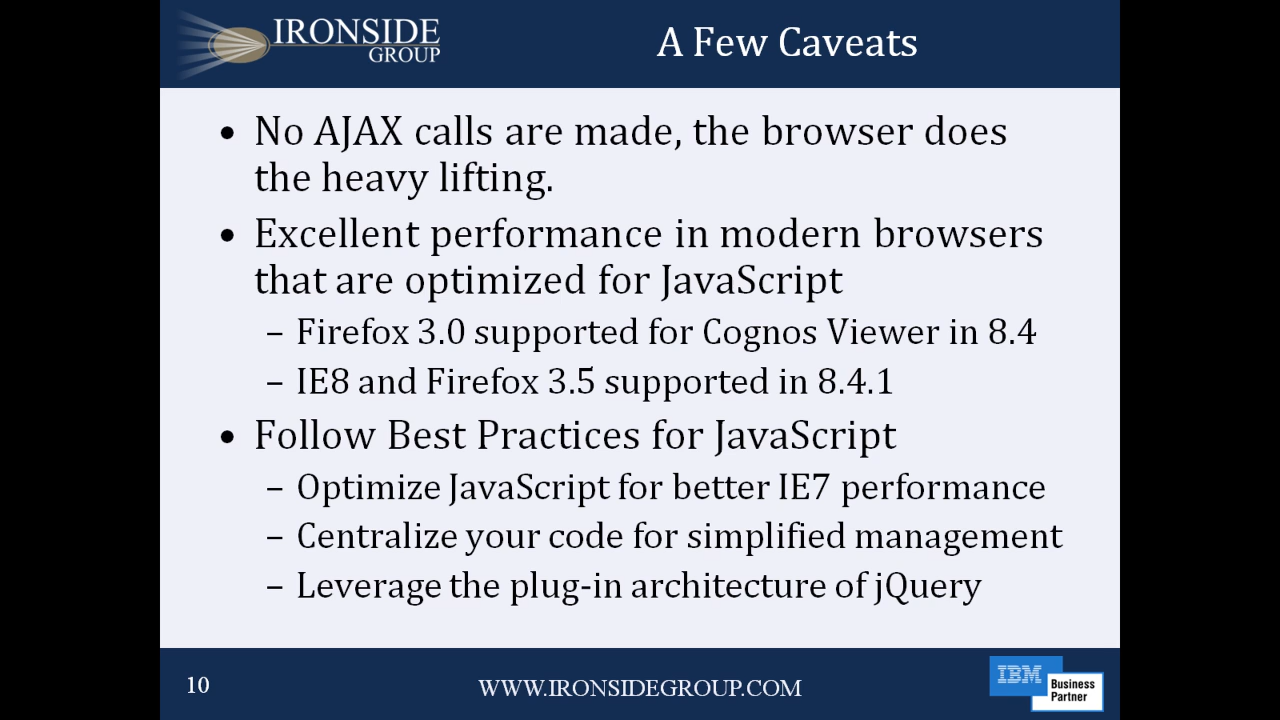 IRONSIDE
GROUP
A Few Caveats
• No AJAX calls are made, the browser does
the heavy lifting.
• Excellent performance in modern browsers
that are optimized for JavaScript
– Firefox 3.0 supported for Cognos Viewer in 8.4
– IE8 and Firefox 3.5 supported in 8.4.1
• Follow Best Practices for JavaScript
– Optimize JavaScript for better IE7 performance
– Centralize your code for simplified management
– Leverage the plug-in architecture of jQuery
10
WWW.IRONSIDEGROUP.COM
IBM
Business
Partner